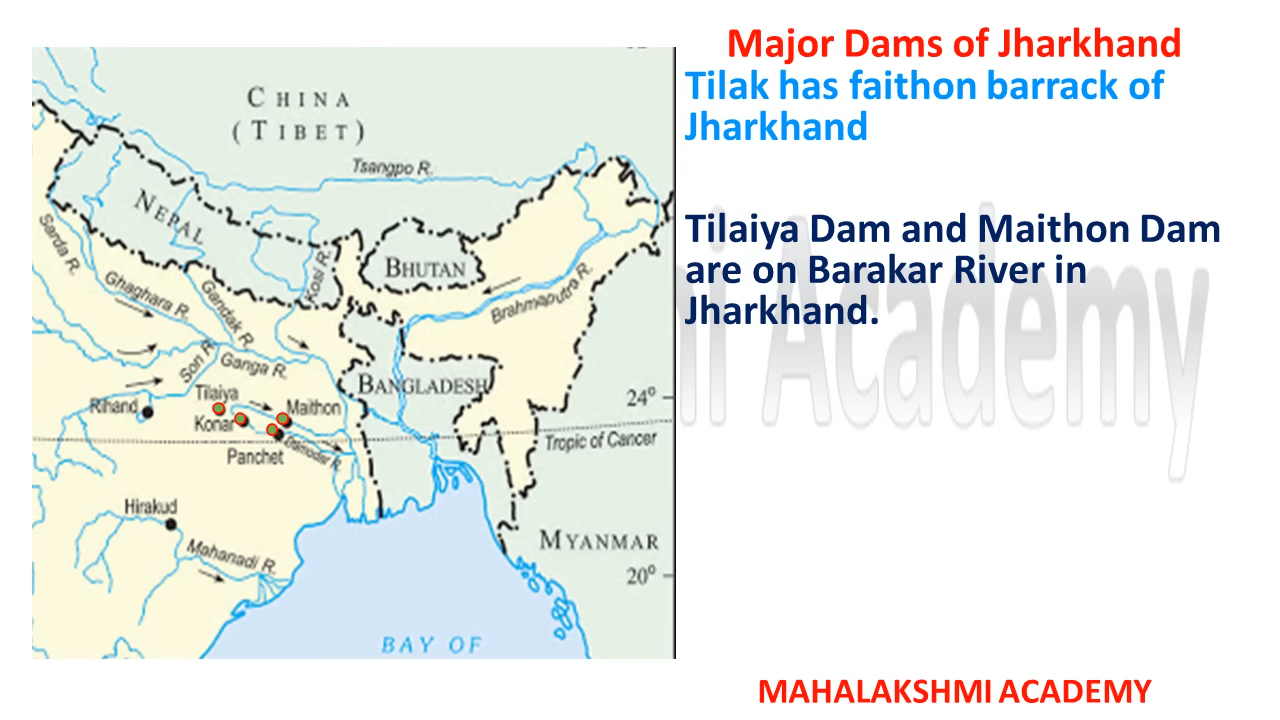 Major Dams of Jharkhand
Tilak has faithon barrack of
Jharkhand
Tilaiya Dam and Maithon Dam
are on Barakar River in
Jharkhand.
mi Academy
MAHALAKSHMI ACADEMY
CHINA
(TIBET)
Tsangpo R.
NEPAL
BHUTAN
Sarda R.
Ghaghara R.
Gandak R.
Kosi R.
Brahmaputra R.
Son R.
Ganga R.
BANGLADESH
Tilaiya
Rihand
Maithon
Konar
24°
Tropic of Cancer
Damodar R.
Panchet
Hirakud
Mahanadi R.
MYANMAR
20°
BAY OF